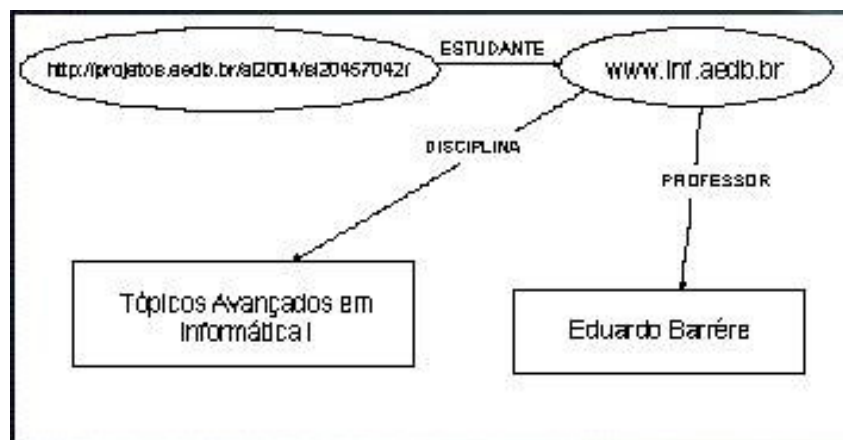 ESTUDANTE
http://projetos.aedb.br/si2004/si20457042/
www.inf.aedb.br
DISCIPLINA
PROFESSOR
Tópicos Avançados em
Informática I
Eduardo Barrére